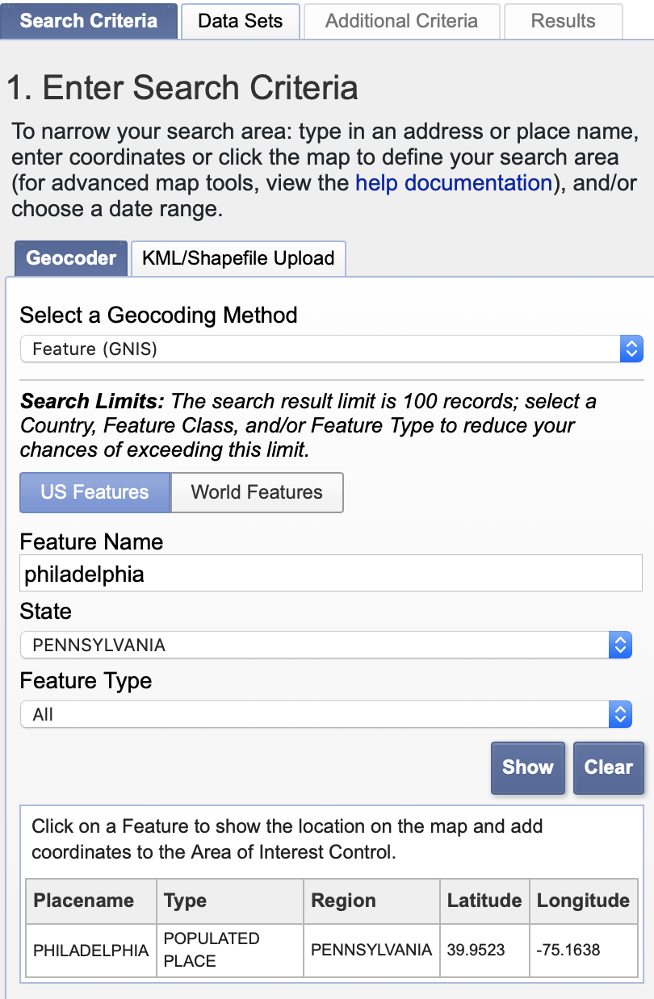 Search Criteria Data Sets Additional Criteria Results
1. Enter Search Criteria
To narrow your search area: type in an address or place name,
enter coordinates or click the map to define your search area
(for advanced map tools, view the help documentation), and/or
choose a date range.
Geocoder KML/Shapefile Upload
Select a Geocoding Method
Feature (GNIS)
Search Limits: The search result limit is 100 records; select a
Country, Feature Class, and/or Feature Type to reduce your
chances of exceeding this limit.
US Features World Features
Feature Name
philadelphia
State
PENNSYLVANIA
Feature Type
All
Show Clear
Click on a Feature to show the location on the map and add
coordinates to the Area of Interest Control.
Placename Type Region Latitude Longitude
PHILADELPHIA POPULATED PLACE PENNSYLVANIA 39.9523 -75.1638